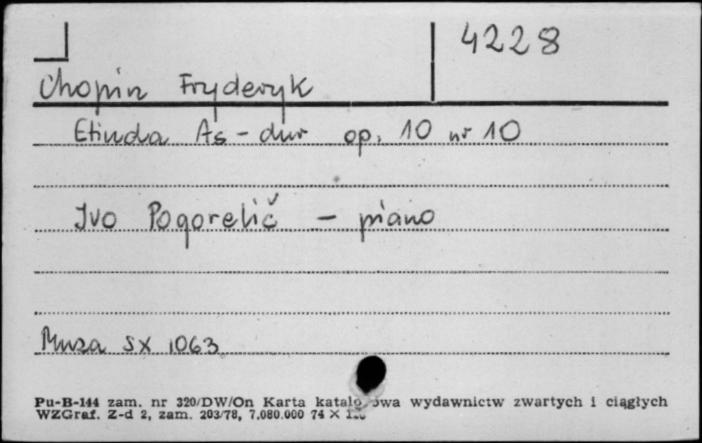 4228
Chopin Fryderyk
Etiuda As-dur op. 10 nr 10
Ivo Pogorelič – piano
Muza SX 1063
Pu-B-144 zam. nr 320/DW/On Karta wydawnictw zwartych i ciągłych
WZGraf. Z-d 2, zam. 203/78, 7.080.000 74 ×